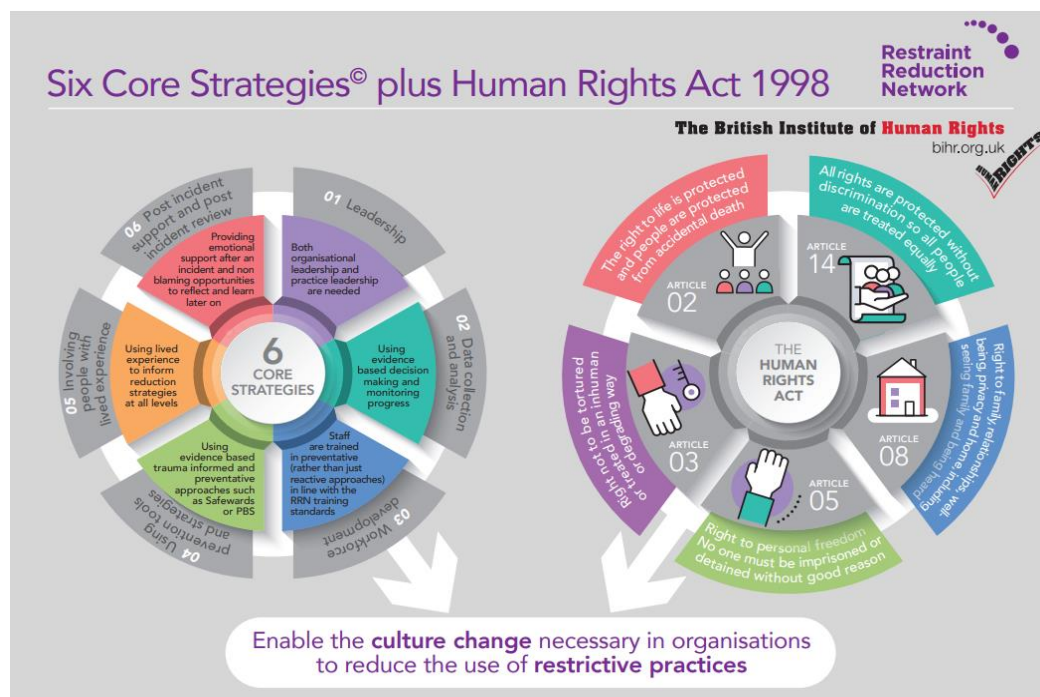 Six Core Strategies© plus Human Rights Act 1998
Restraint
Reduction
Network
The British Institute of Human Rights
bihr.org.uk
HUMAN RIGHTS
01 Leadership
Both
organisational
leadership and
practice leadership
are needed
02 Data collection
and analysis
Using
evidence
based decision
making and
monitoring
progress
03 Workforce
development
Staff
are trained
in preventative
(rather than just
reactive approaches)
in line with the
RRN training
standards
04 Using
prevention tools
and strategies
Using
evidence based
trauma informed and
preventative
approaches such
as Safewards
or PBS
05 Involving
people with
lived experience
Using lived
experience
to inform
reduction
strategies
at all levels
06 Post incident
support and post
incident review
Providing
emotional
support after an
incident and non
blaming opportunities
to reflect and learn
later on
6
CORE
STRATEGIES
The right to life is protected
and people are protected
from accidental death
ARTICLE
02
All rights are protected without
discrimination so all people
are treated equally
ARTICLE
14
Right not to be tortured
or treated in an inhuman
or degrading way
ARTICLE
03
Right to family, relationships, well-
being, privacy and home, including
seeing family and being heard
ARTICLE
08
ARTICLE
05
Right to personal freedom
No one must be imprisoned or
detained without good reason
THE
HUMAN
RIGHTS
ACT
Enable the culture change necessary in organisations
to reduce the use of restrictive practices